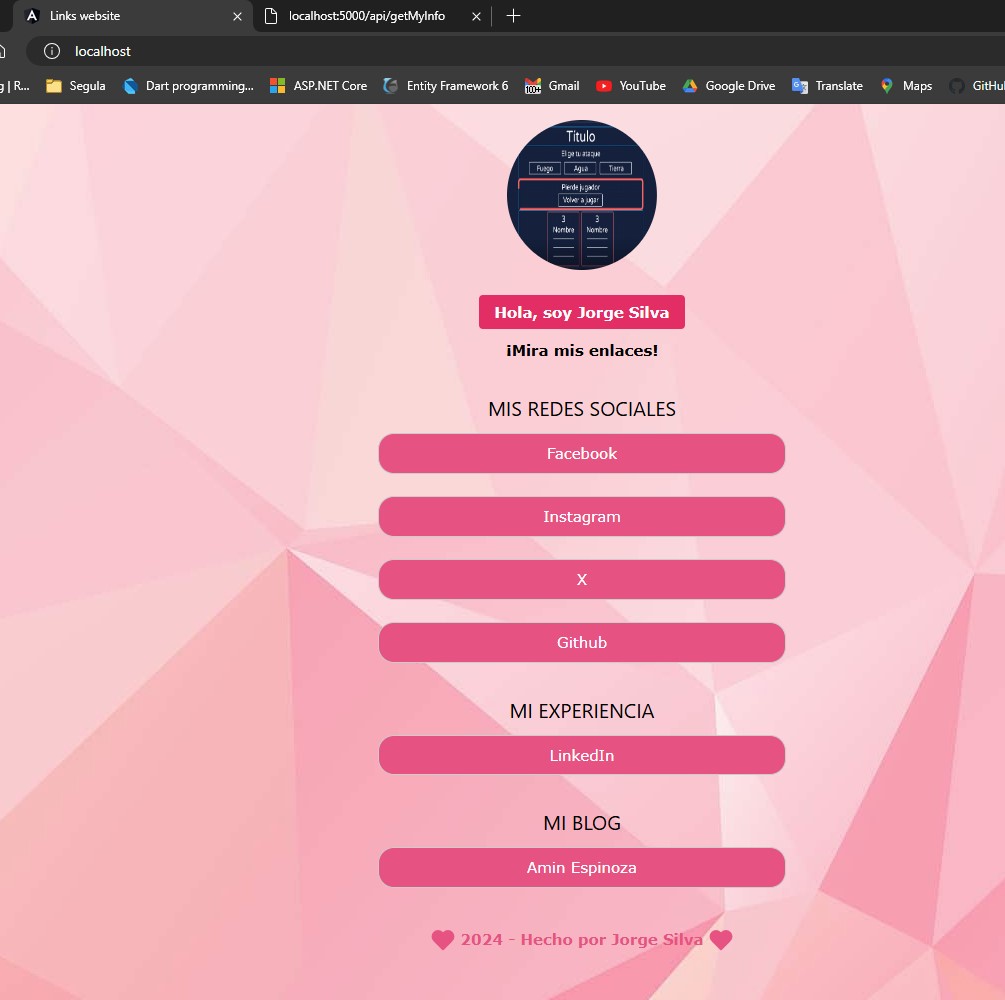 Links website
localhost:5000/api/getMyInfo
localhost
g | R...
Segula
Dart programming...
ASP.NET Core
Entity Framework 6
100+
Gmail
YouTube
Google Drive
Translate
Maps
GitHu
Título
Elige tu ataque
Fuego Agua Tierra
Pierde jugador
Volver a jugar
3 3
Nombre Nombre
Hola, soy Jorge Silva
¡Mira mis enlaces!
MIS REDES SOCIALES
Facebook
Instagram
X
Github
MI EXPERIENCIA
LinkedIn
MI BLOG
Amin Espinoza
2024 - Hecho por Jorge Silva